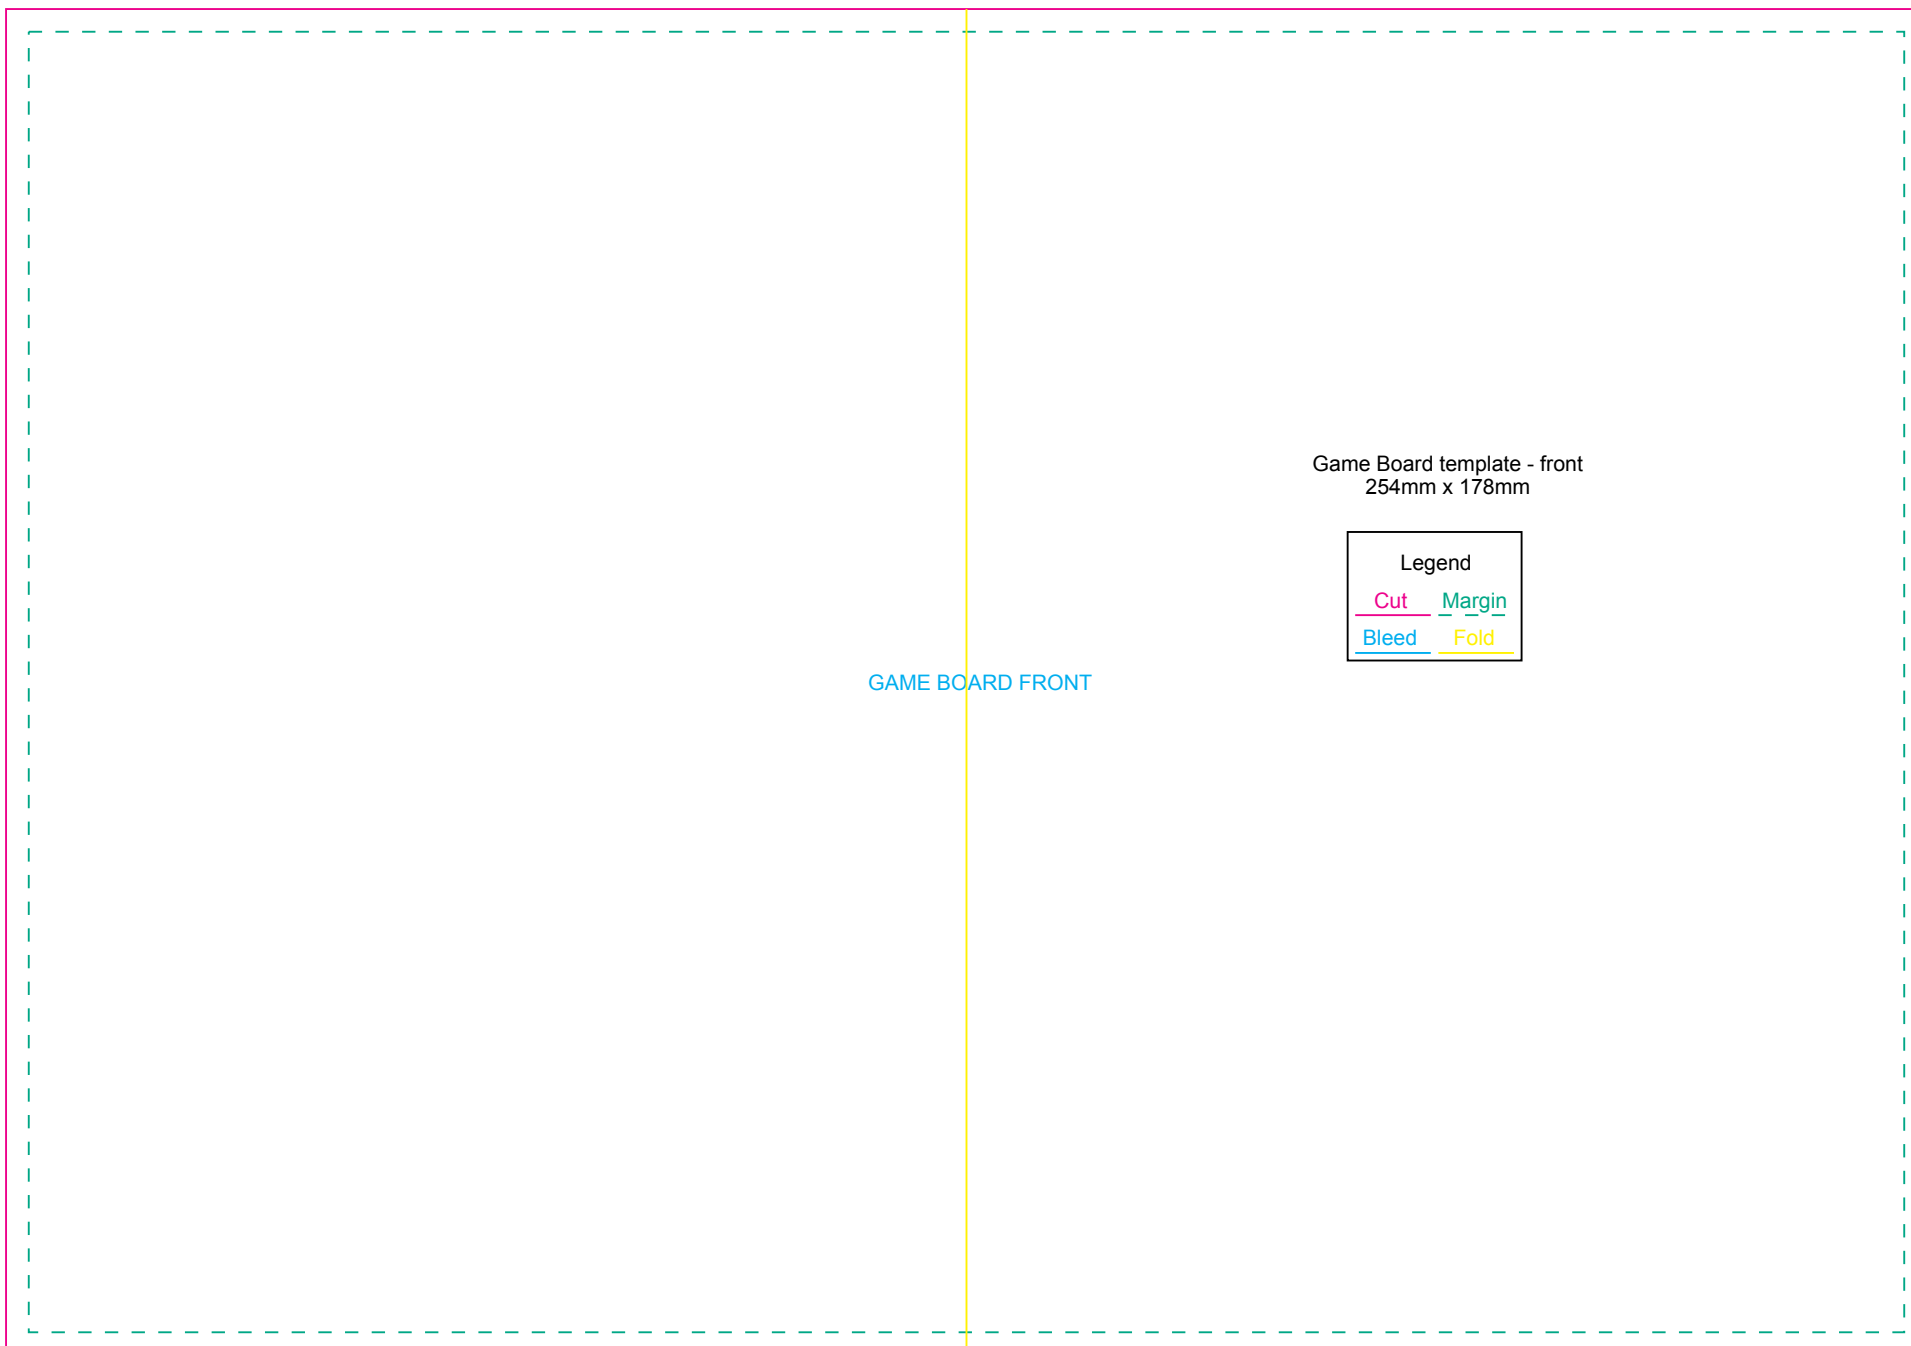 Game Board template - front
254mm x 178mm
Legend
Cut Margin
Bleed Fold
GAME BOARD FRONT